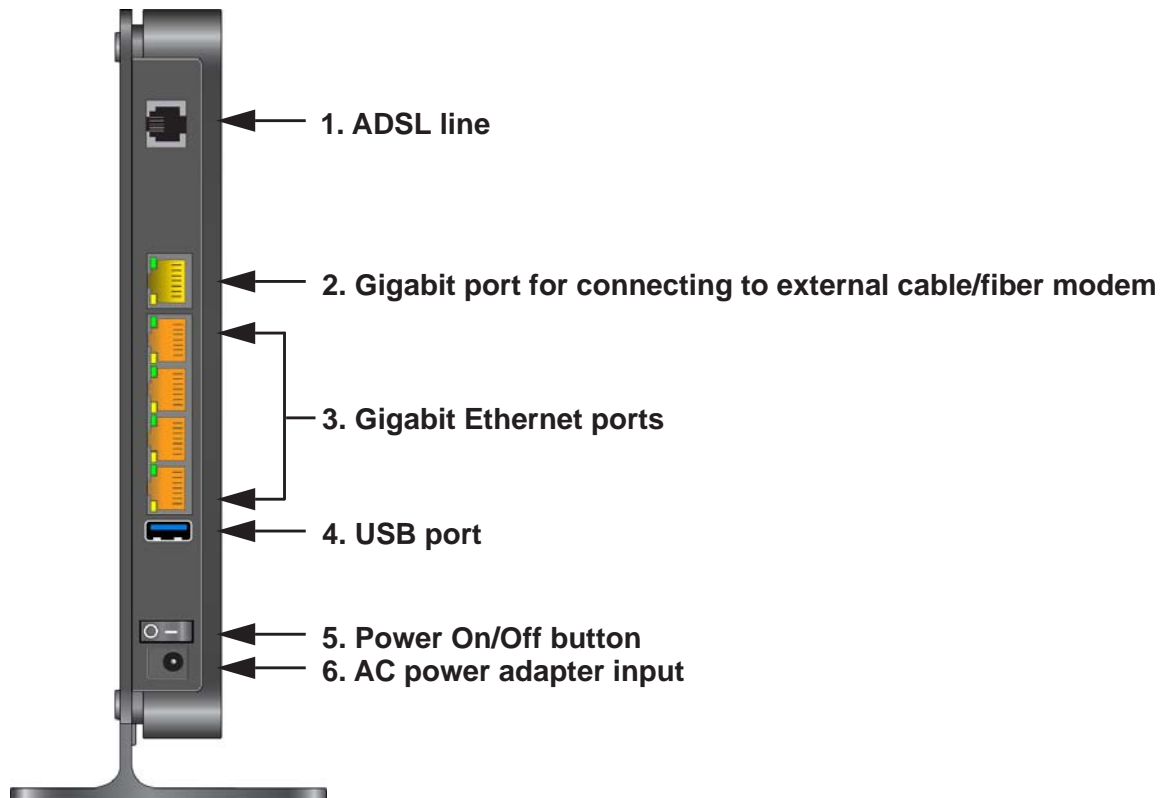 1. ADSL line
2. Gigabit port for connecting to external cable/fiber modem
3. Gigabit Ethernet ports
4. USB port
5. Power On/Off button
6. AC power adapter input